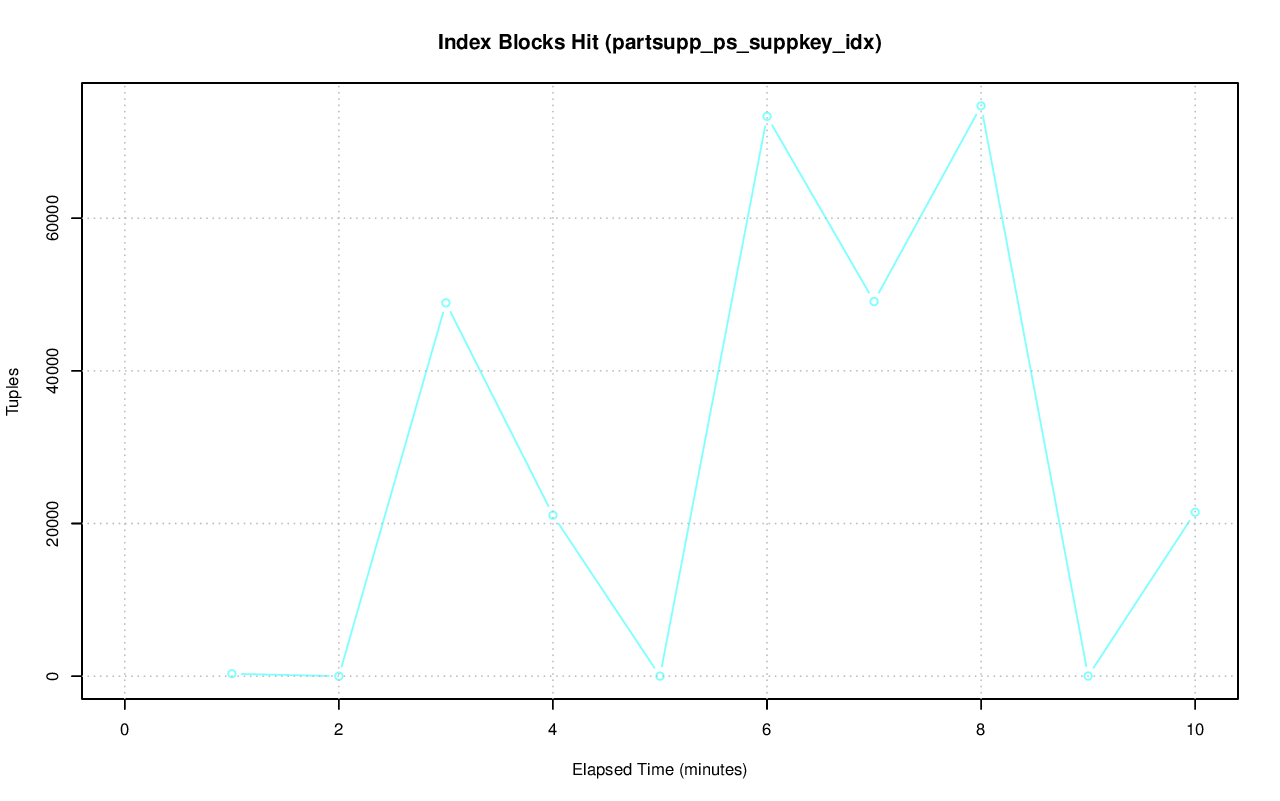 Index Blocks Hit (partsupp_ps_suppkey_idx)
Tuples
60000
40000
20000
0
0 2 4 6 8 10
Elapsed Time (minutes)